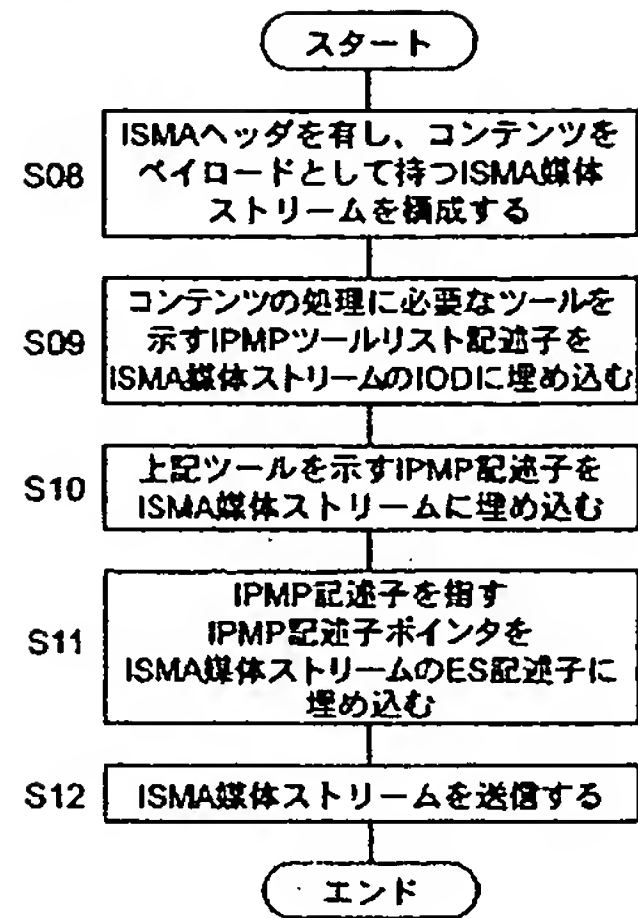 スタート
S08
ISMAヘッダを有し、コンテンツを
ペイロードとして持つISMA媒体
ストリームを構成する
S09
コンテンツの処理に必要なツールを
示すIPMPツールリスト記述子を
ISMA媒体ストリームのIODに埋め込む
S10
上記ツールを示すIPMP記述子を
ISMA媒体ストリームに埋め込む
S11
IPMP記述子を指す
IPMP記述子ポインタを
ISMA媒体ストリームのES記述子に
埋め込む
S12
ISMA媒体ストリームを送信する
エンド